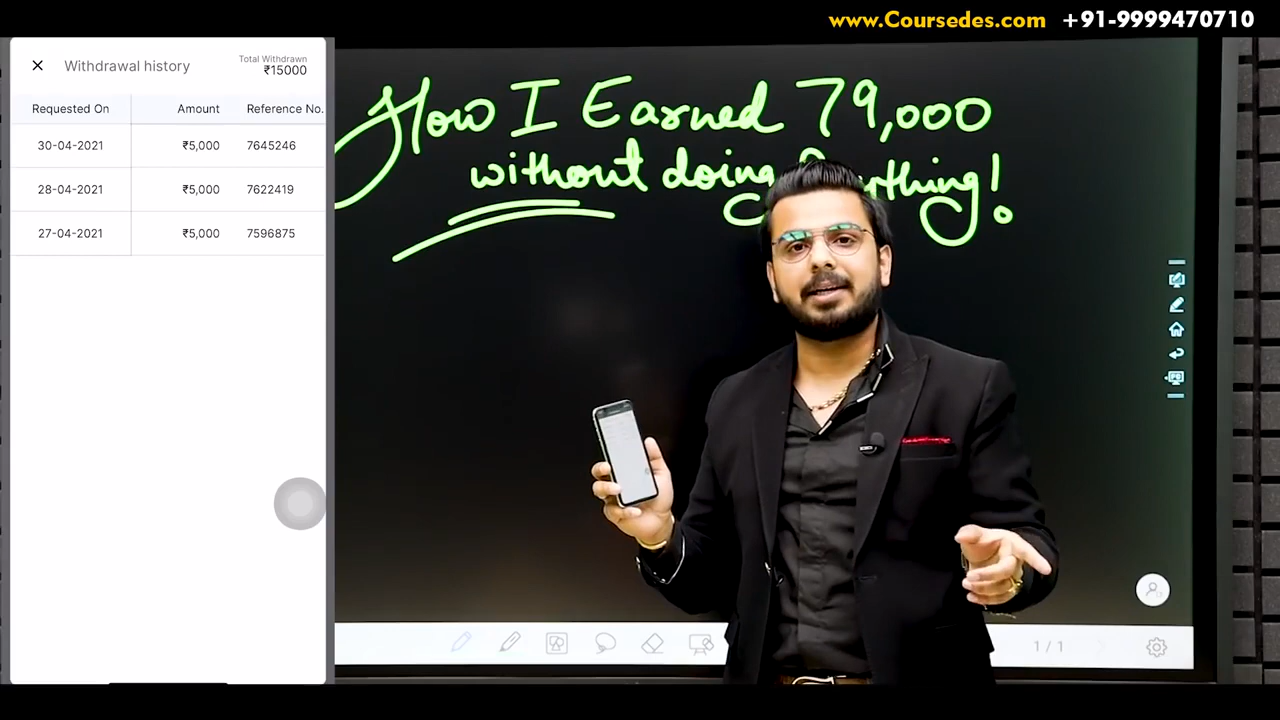 www.Coursedes.com +91-9999470710
Withdrawal history
Total Withdrawn
₹15000
Requested On Amount Reference No.
30-04-2021 ₹5,000 7645246
28-04-2021 ₹5,000 7622419
27-04-2021 ₹5,000 7596875
How I Earned 79,000
without doing
1 / 1